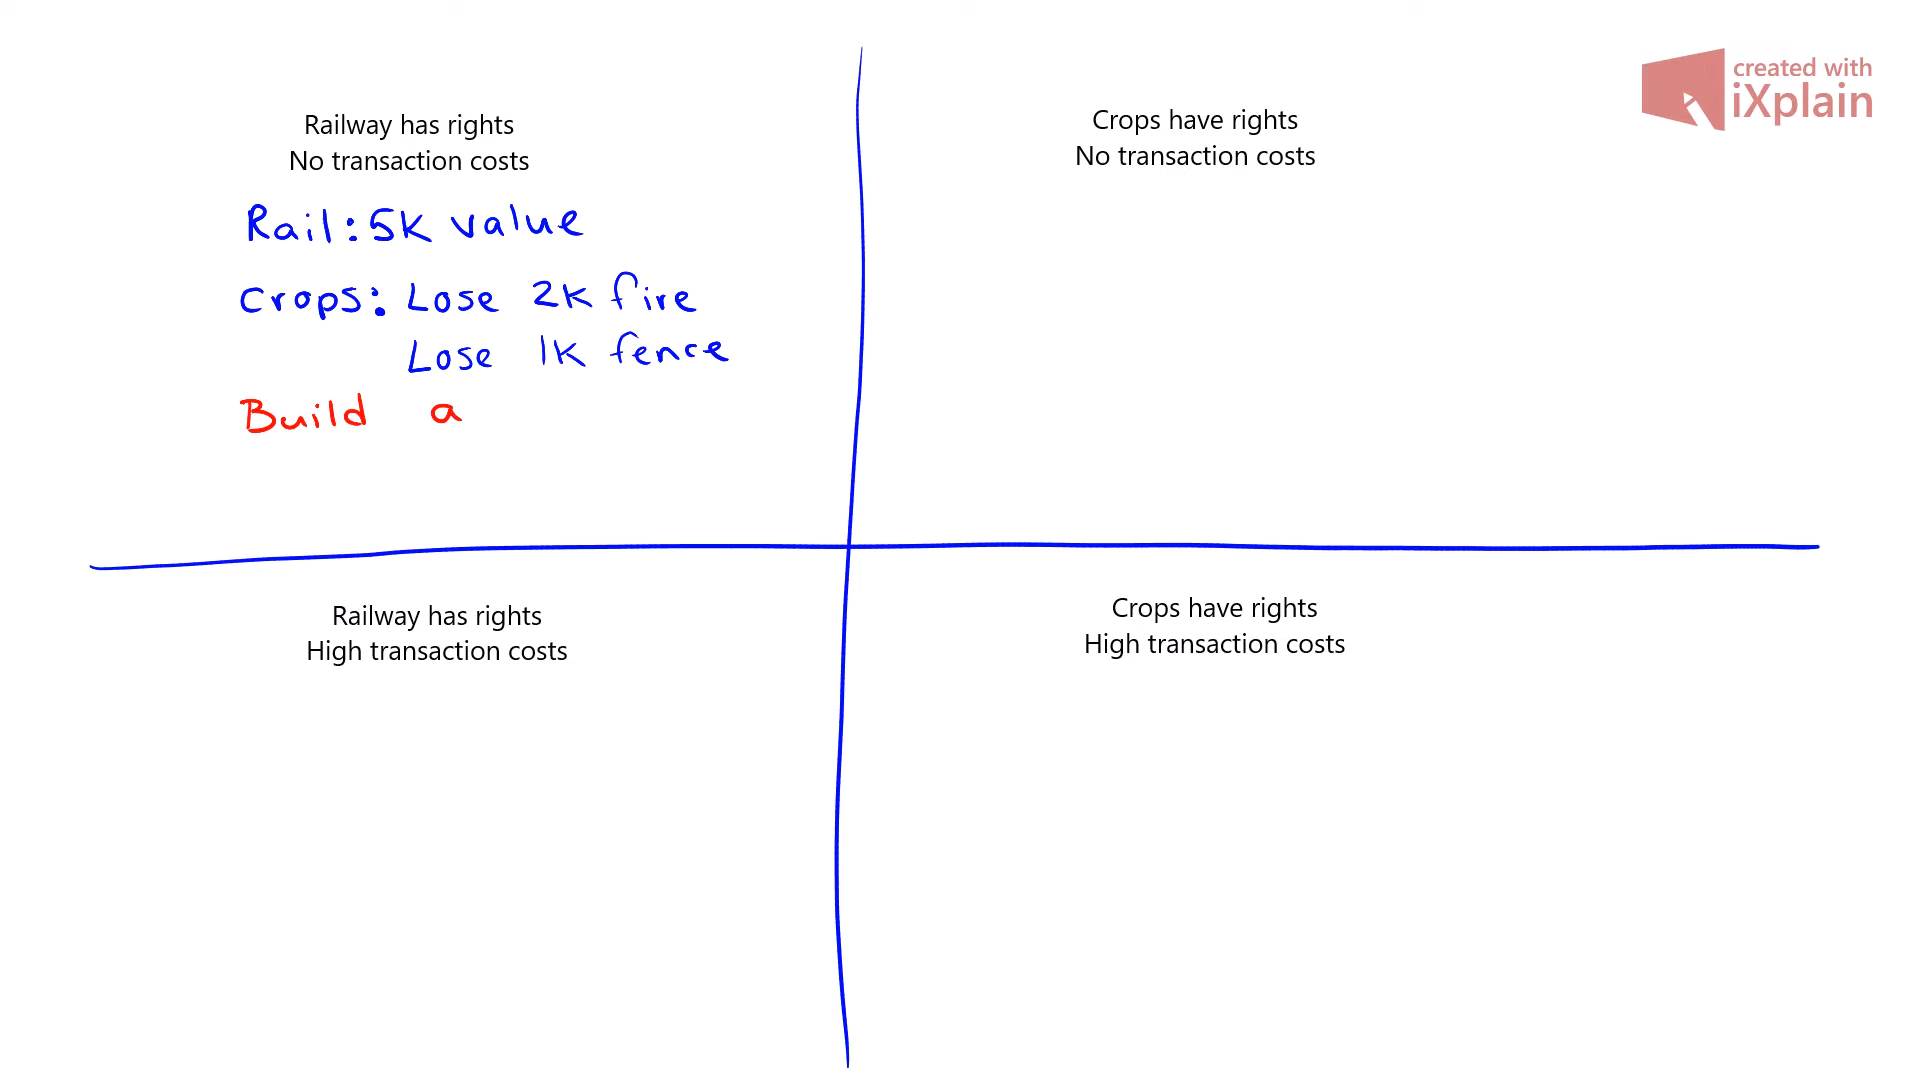 Railway has rights
No transaction costs
Rail: 5K value
Crops: Lose 2K fire
Lose 1K fence
Build a
Crops have rights
No transaction costs
created with
iXplain
Railway has rights
High transaction costs
Crops have rights
High transaction costs